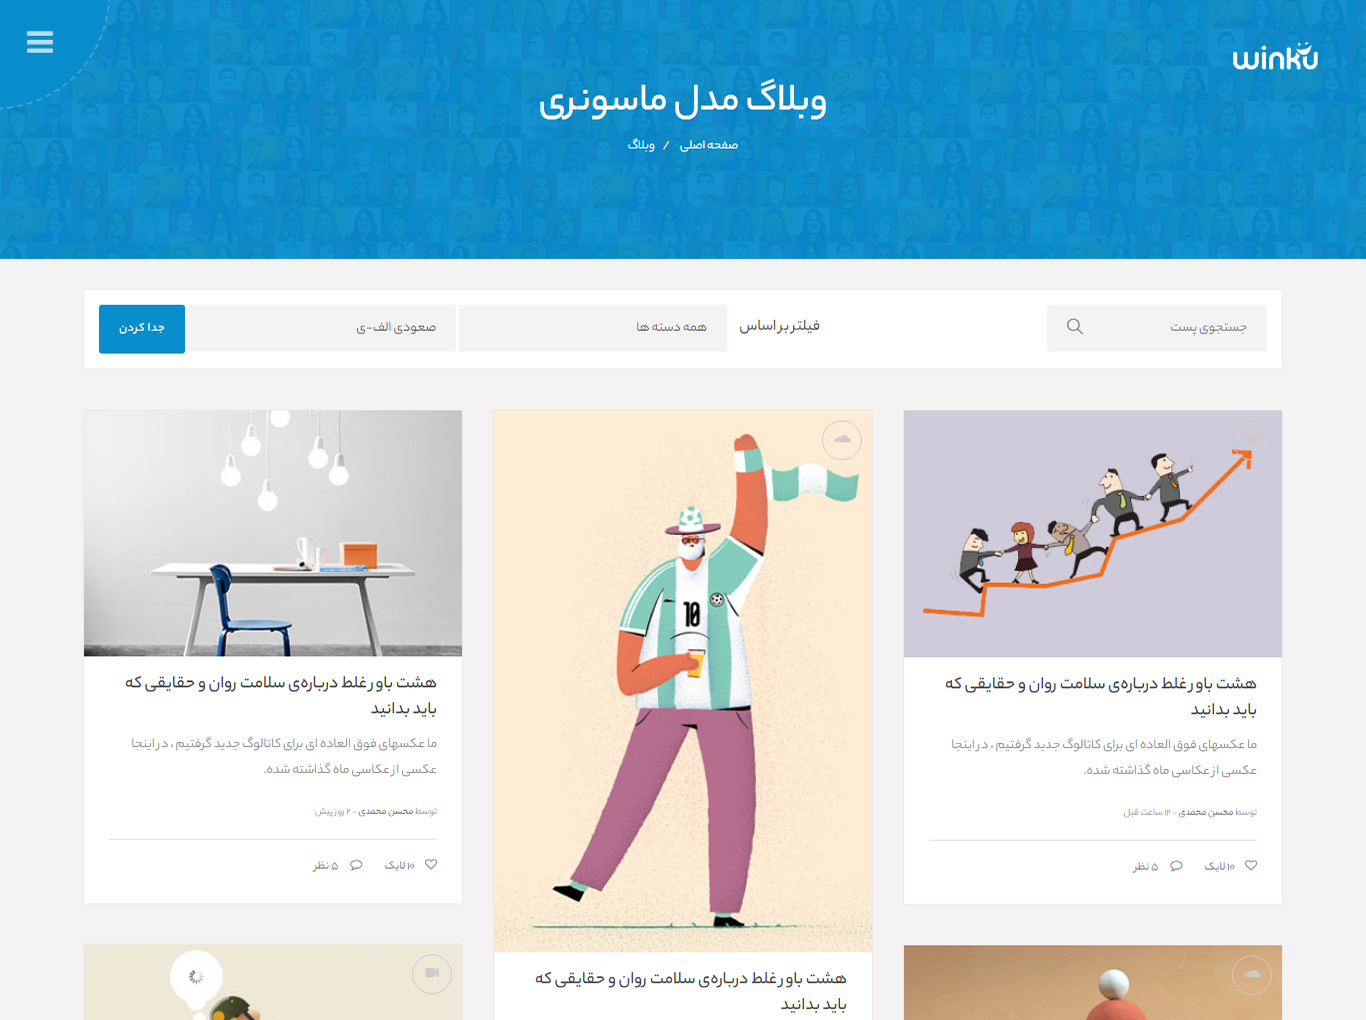 winku
وبلاگ مدل ماسونری
صفحه اصلی / وبلاگ
جستجوی پست
فیلتر بر اساس
همه دسته ها
صعودی الف-ی
جدا کردن
هشت باور غلط درباره‌ی سلامت روان و حقایقی که
باید بدانید
ما عکسهای فوق العاده ای برای کاتالوگ جدید گرفتیم ، در اینجا
عکسی از عکاسی ماه گذاشته شده.
توسط محسن محمدی - ۱۲ ساعت قبل
۱۰ لایک
۵ نظر
10
هشت باور غلط درباره‌ی سلامت روان و حقایقی که
باید بدانید
هشت باور غلط درباره‌ی سلامت روان و حقایقی که
باید بدانید
ما عکسهای فوق العاده ای برای کاتالوگ جدید گرفتیم ، در اینجا
عکسی از عکاسی ماه گذاشته شده.
توسط محسن محمدی - ۲ روز پیش
۱۰ لایک
۵ نظر